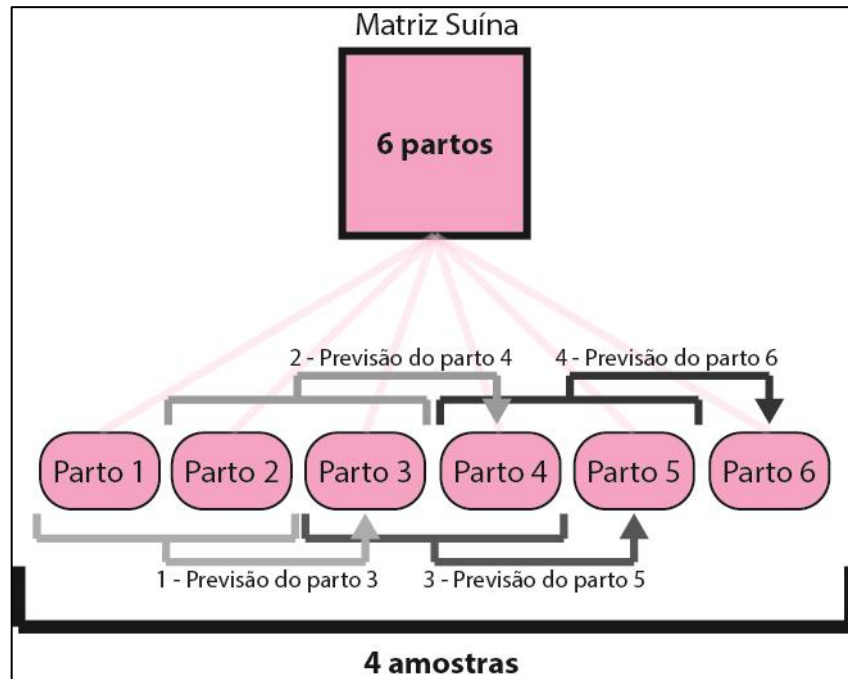 Matriz Suína
6 partos
2 - Previsão do parto 4
4 - Previsão do parto 6
Parto 1
Parto 2
Parto 3
Parto 4
Parto 5
Parto 6
1 - Previsão do parto 3
3 - Previsão do parto 5
4 amostras